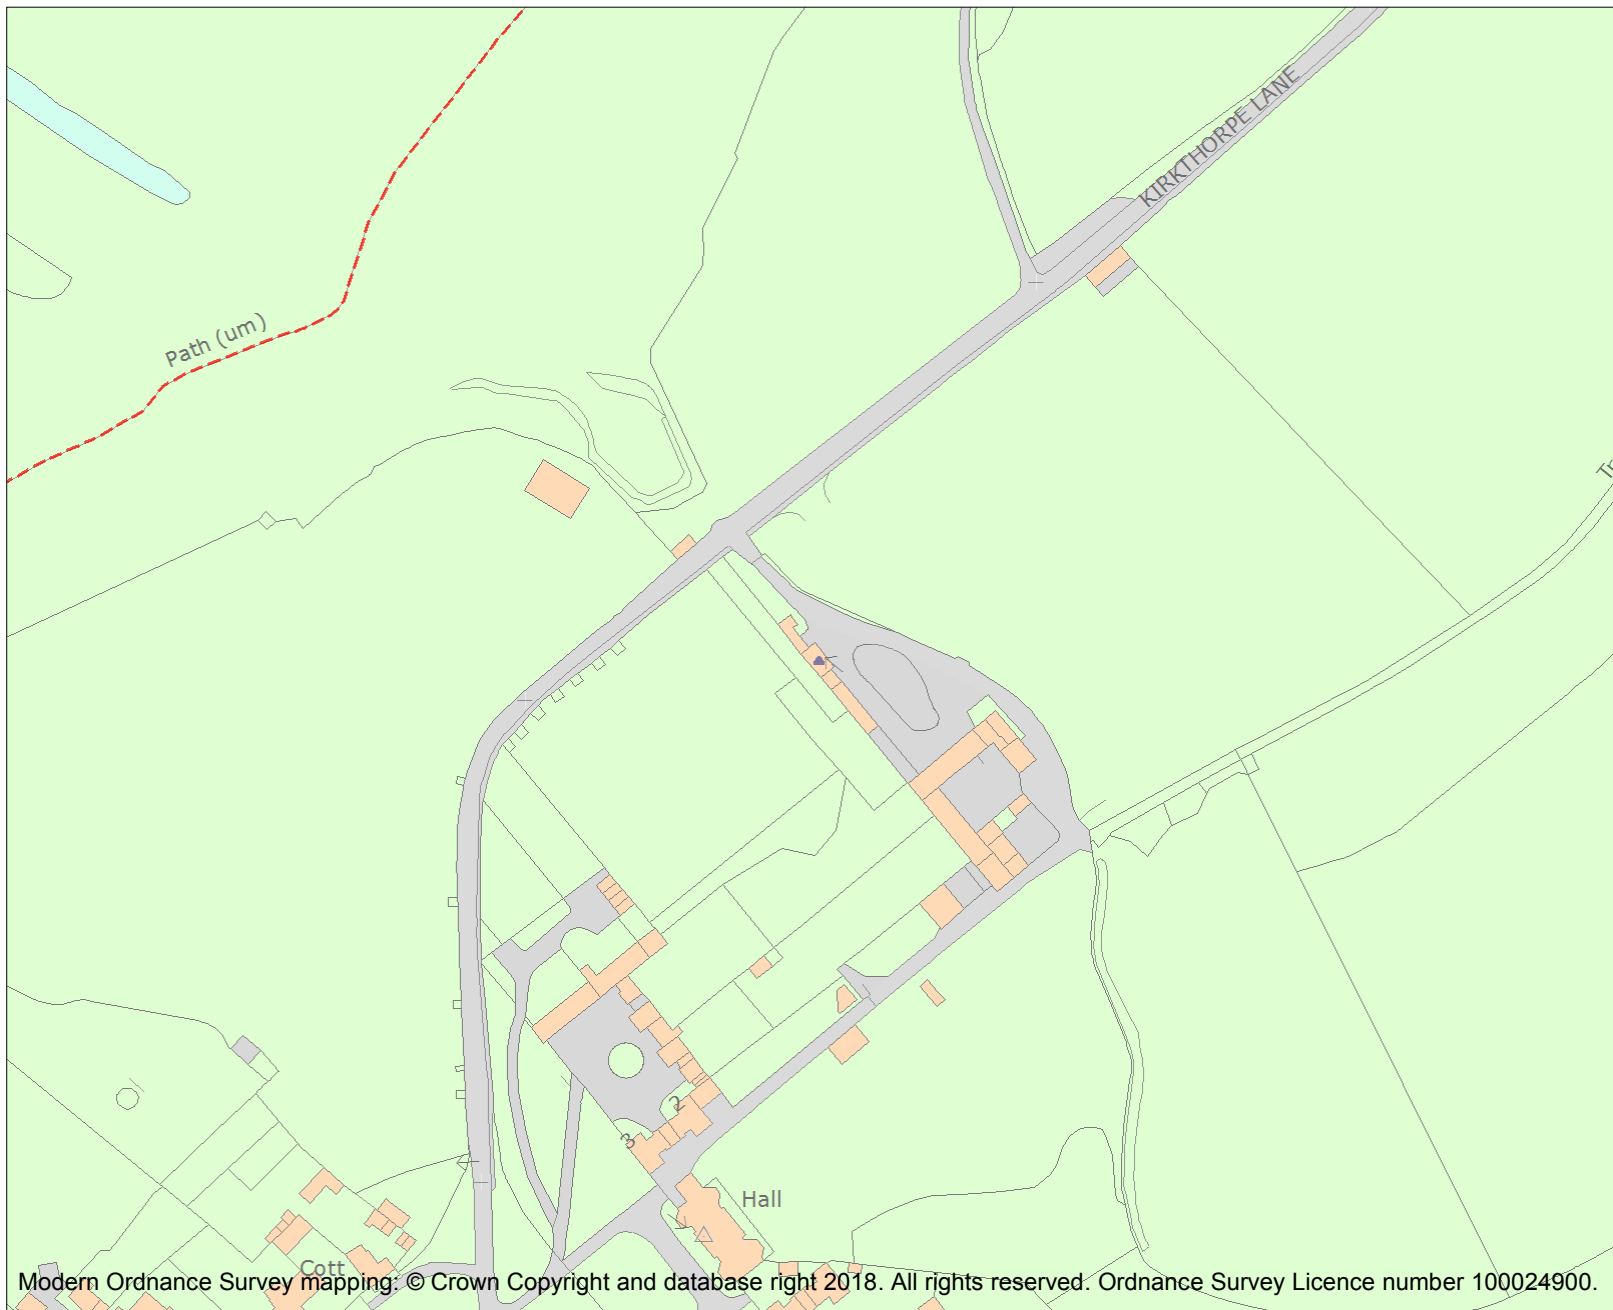 KIRKTHORPE LANE
Path (um)
2
3
Hall
Cott
Modern Ordnance Survey mapping: © Crown Copyright and database right 2018. All rights reserved. Ordnance Survey Licence number 100024900.